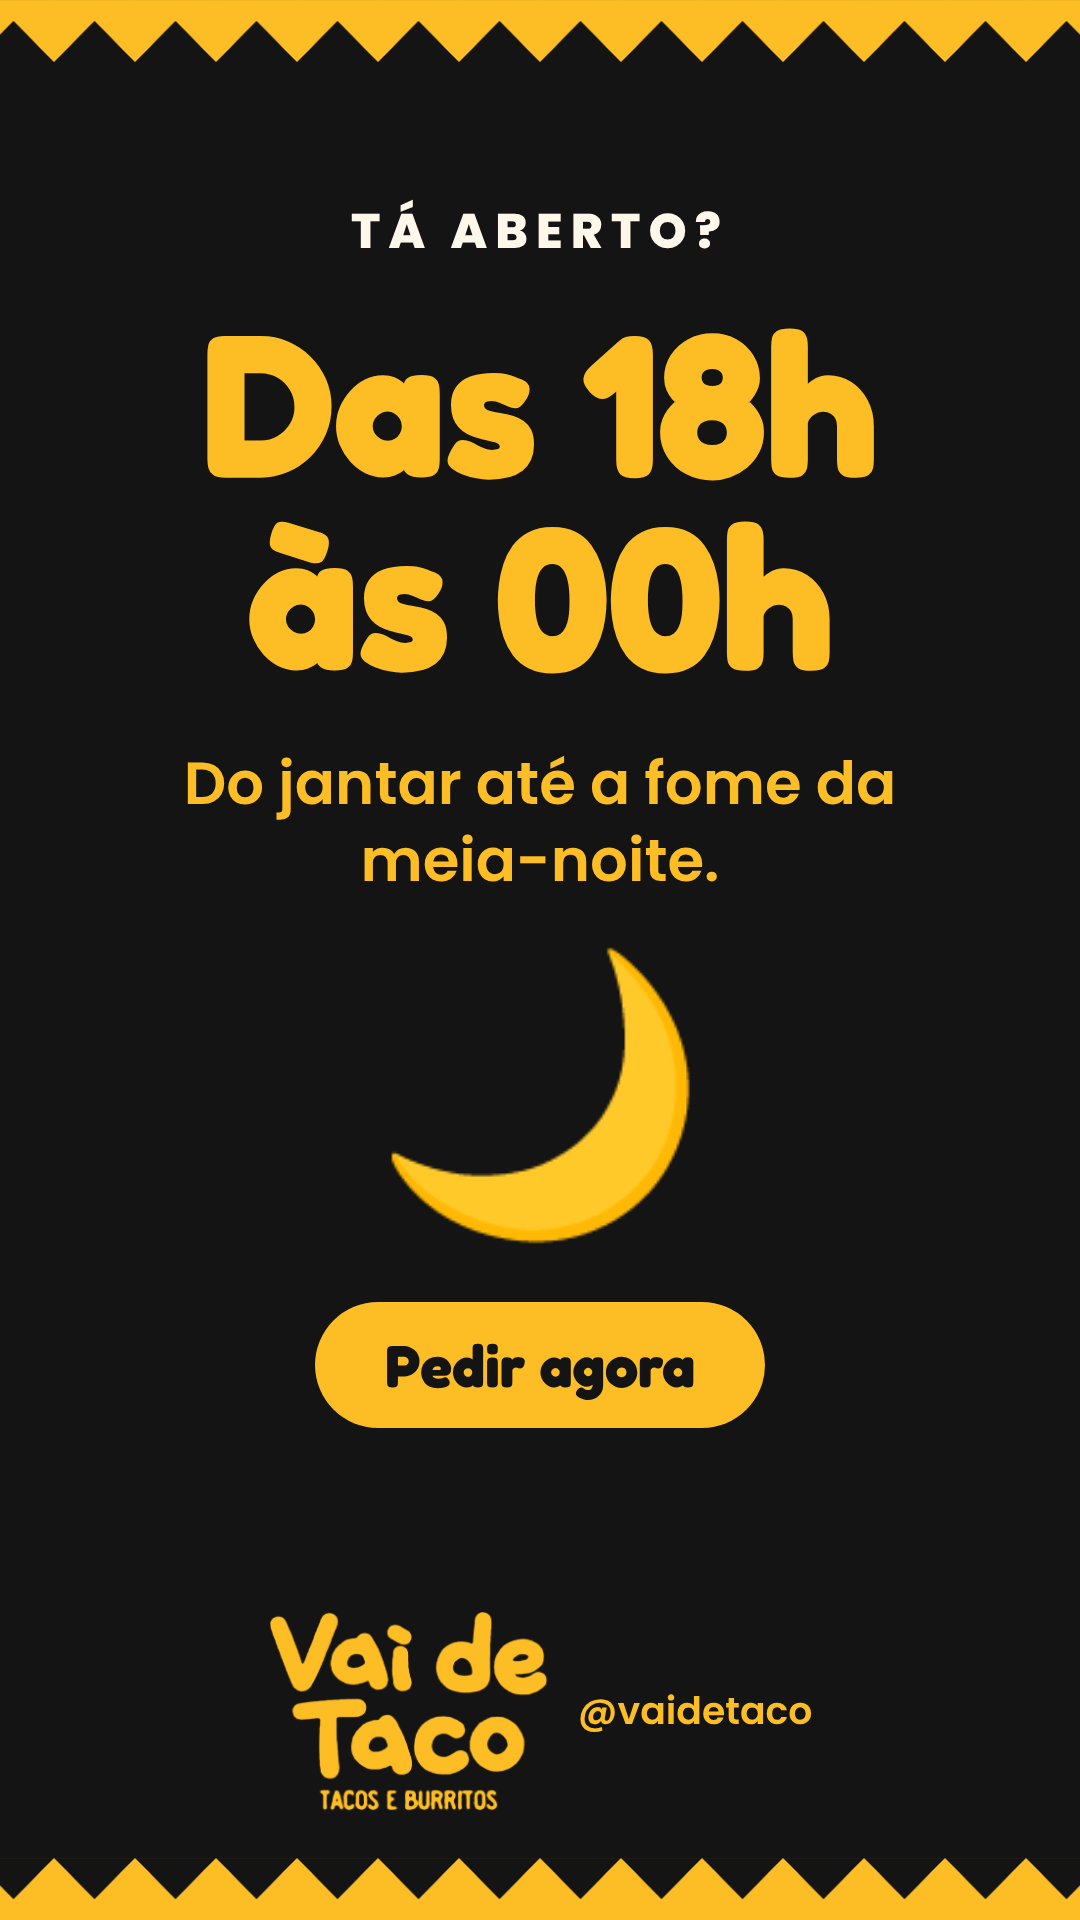 TÁ ABERTO?
Das 18h
às 00h
Do jantar até a fome da
meia-noite.
Pedir agora
Vai de
Taco
TACOS E BURRITOS
@vaidetaco